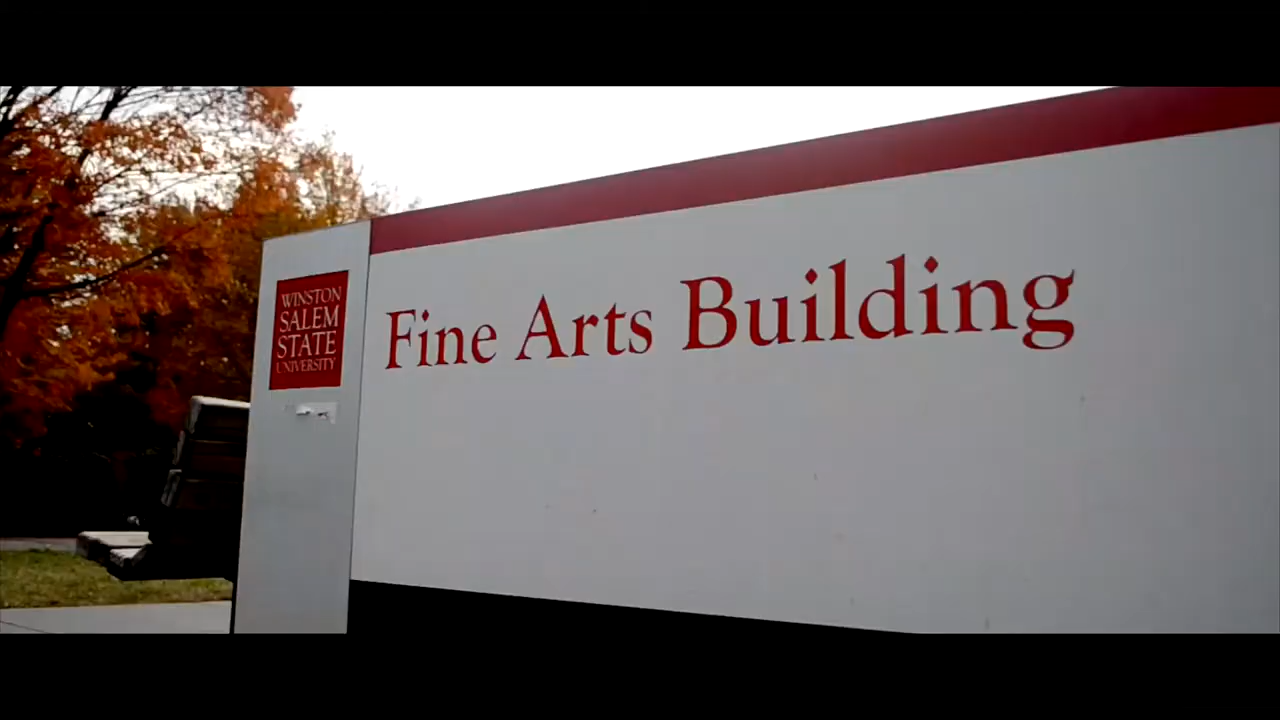 WINSTON
SALEM
STATE
UNIVERSITY
Fine Arts Building